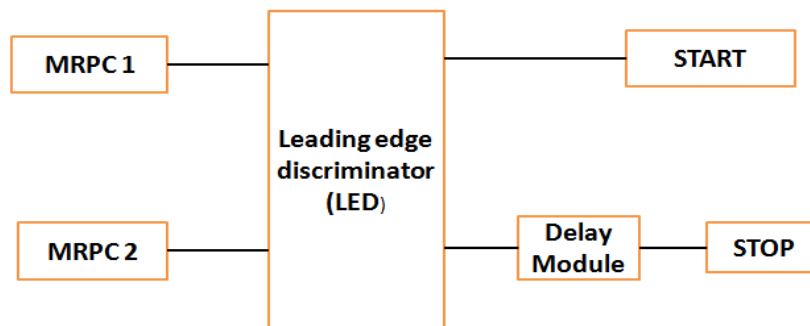 MRPC 1
START
Leading edge
discriminator
(LED)
MRPC 2
Delay
Module
STOP